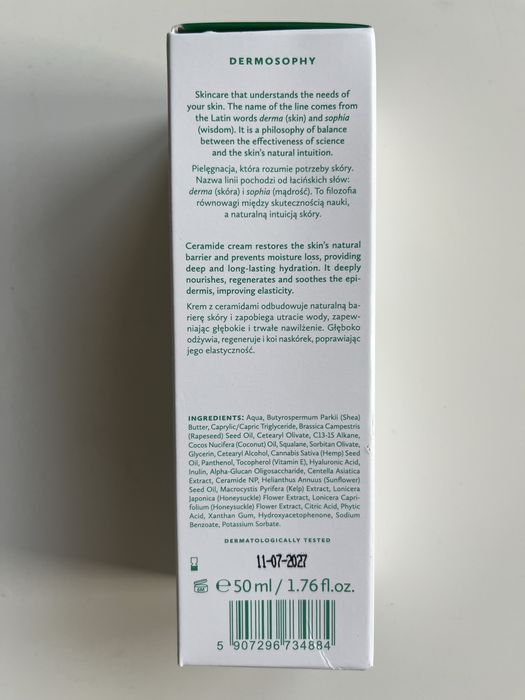 DERMOSOPHY
Skincare that understands the needs of
your skin. The name of the line comes from
the Latin words derma (skin) and sophia
(wisdom). It is a philosophy of balance
between the effectiveness of science
and the skin's natural intuition.
Pielęgnacja, która rozumie potrzeby skóry.
Nazwa linii pochodzi od łacińskich słów:
derma (skóra) i sophia (mądrość). To filozofia
równowagi między skutecznością nauki,
a naturalną intuicją skóry.
Ceramide cream restores the skin's natural
barrier and prevents moisture loss, providing
deep and long-lasting hydration. It deeply
nourishes, regenerates and soothes the epi-
dermis, improving elasticity.
Krem z ceramidami odbudowuje naturalną ba-
rierę skóry i zapobiega utracie wody, zapew-
niając głębokie i trwałe nawilżenie. Głęboko
odżywia, regeneruje i koi naskórek, poprawiając
jego elastyczność.
INGREDIENTS: Aqua, Butyrospermum Parkii (Shea)
Butter, Caprylic/Capric Triglyceride, Brassica Campestris
(Rapeseed) Seed Oil, Cetearyl Olivate, C13-15 Alkane,
Cocos Nucifera (Coconut) Oil, Squalane, Sorbitan Olivate,
Glycerin, Cetearyl Alcohol, Cannabis Sativa (Hemp) Seed
Oil, Panthenol, Tocopherol (Vitamin E), Hyaluronic Acid,
Inulin, Alpha-Glucan Oligosaccharide, Centella Asiatica
Extract, Ceramide NP, Helianthus Annuus (Sunflower)
Seed Oil, Macrocystis Pyrifera (Kelp) Extract, Lonicera
Japonica (Honeysuckle) Flower Extract, Lonicera Capri-
folium (Honeysuckle) Flower Extract, Citric Acid, Phytic
Acid, Xanthan Gum, Hydroxyacetophenone, Sodium
Benzoate, Potassium Sorbate.
DERMATOLOGICALLY TESTED
11-07-2027
6M ℮ 50 ml / 1.76 fl.oz.
5 907296 734884